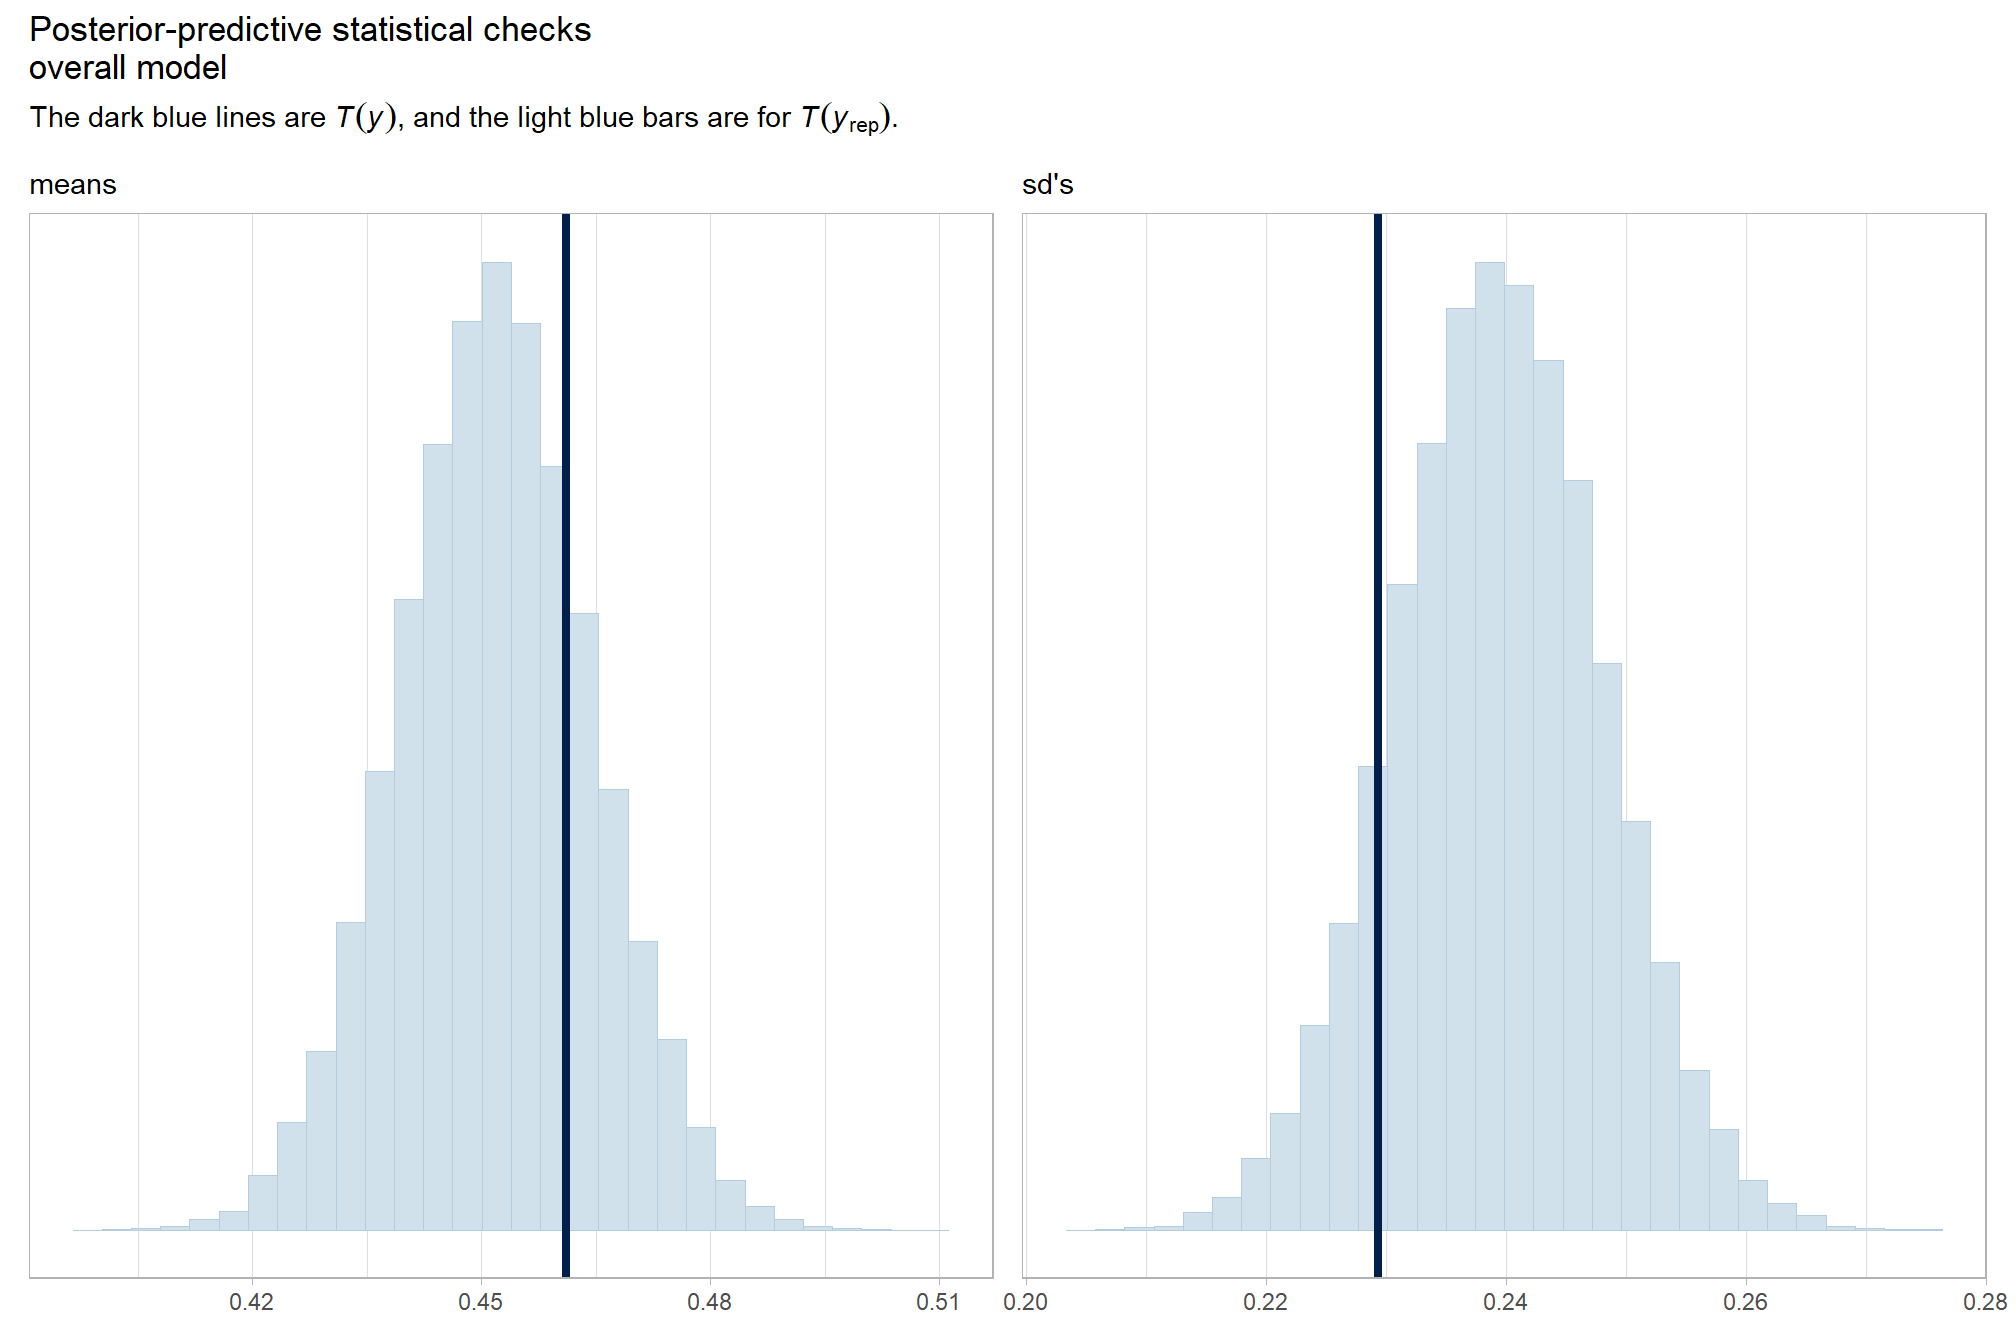 Posterior-predictive statistical checks
overall model
The dark blue lines are T(y), and the light blue bars are for T(y_rep).
means
sd's
0.42 0.45 0.48 0.51
0.20 0.22 0.24 0.26 0.28